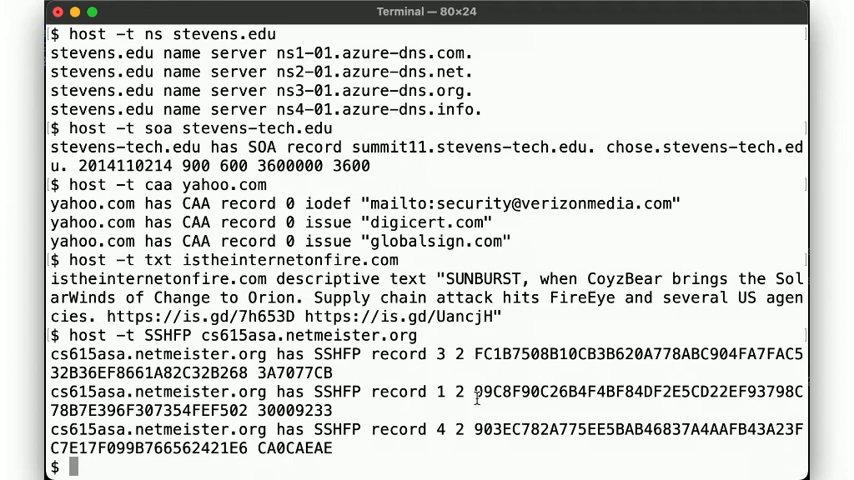 Terminal — 80×24
$ host -t ns stevens.edu
stevens.edu name server ns1-01.azure-dns.com.
stevens.edu name server ns2-01.azure-dns.net.
stevens.edu name server ns3-01.azure-dns.org.
stevens.edu name server ns4-01.azure-dns.info.
$ host -t soa stevens-tech.edu
stevens-tech.edu has SOA record summit11.stevens-tech.edu. chose.stevens-tech.ed
u. 2014110214 900 600 3600000 3600
$ host -t caa yahoo.com
yahoo.com has CAA record 0 iodef "mailto:security@verizonmedia.com"
yahoo.com has CAA record 0 issue "digicert.com"
yahoo.com has CAA record 0 issue "globalsign.com"
$ host -t txt istheinternetonfire.com
istheinternetonfire.com descriptive text "SUNBURST, when CoyzBear brings the Sol
arWinds of Change to Orion. Supply chain attack hits FireEye and several US agen
cies. https://is.gd/7h653D https://is.gd/UancjH"
$ host -t SSHFP cs615asa.netmeister.org
cs615asa.netmeister.org has SSHFP record 3 2 FC1B7508B10CB3B620A778ABC904FA7FAC5
32B36EF8661A82C32B268 3A7077CB
cs615asa.netmeister.org has SSHFP record 1 2 99C8F90C26B4F4BF84DF2E5CD22EF93798C
78B7E396F307354FEF502 30009233
cs615asa.netmeister.org has SSHFP record 4 2 903EC782A775EE5BAB46837A4AAFB43A23F
C7E17F099B766562421E6 CA0CAEAE
$